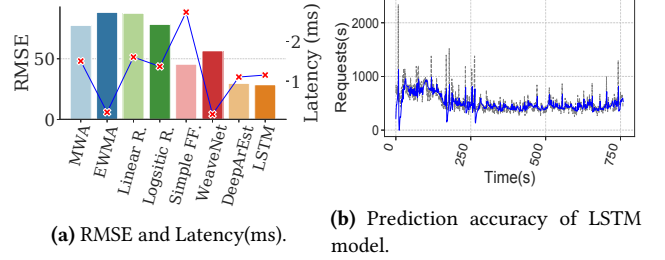 RMSE
50
0
-2
-1
Latency (ms)
MWA
EWMA
Linear R.
Logsitic R.
Simple FF.
WeaveNet
DeepArEst
LSTM
(a) RMSE and Latency(ms).
Requests(s)
2000
1000
0
0
250
500
750
Time(s)
(b) Prediction accuracy of LSTM
model.